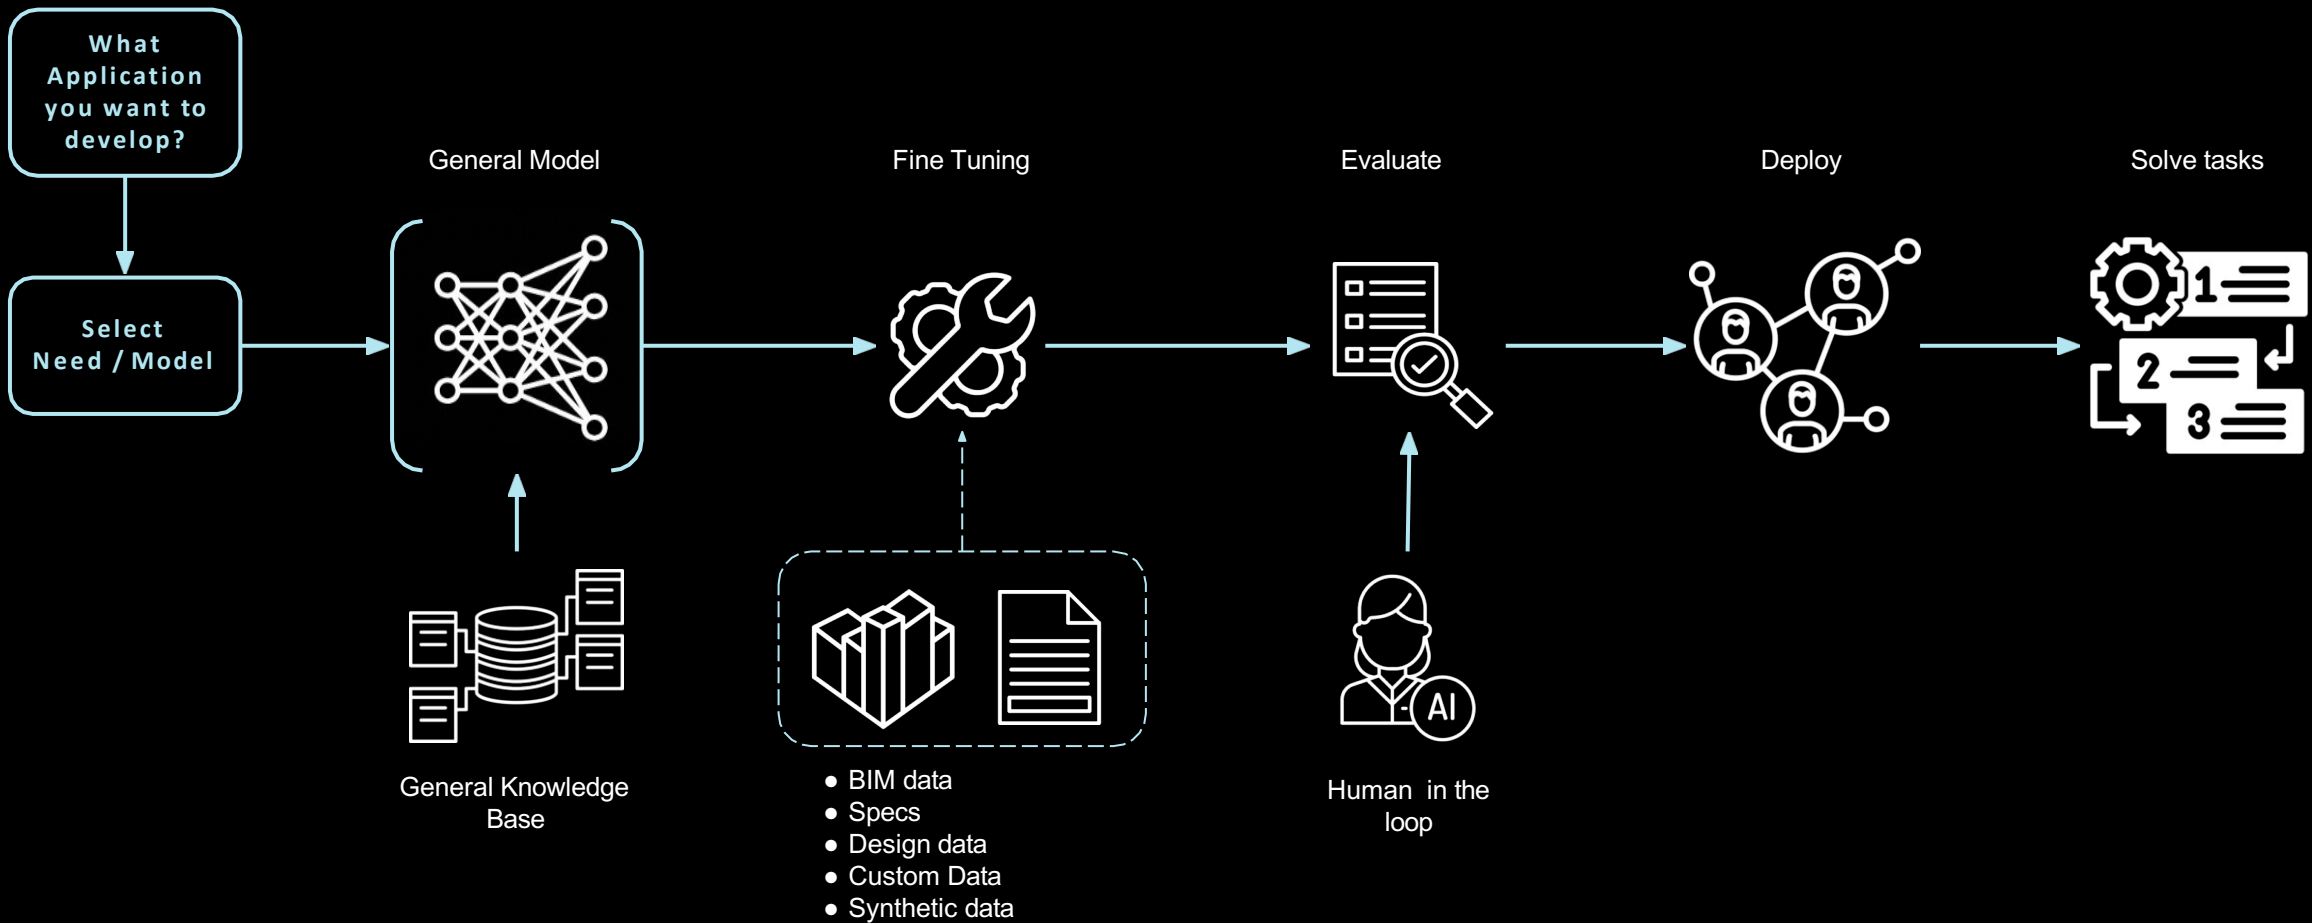 What
Application
you want to
develop?
Select
Need / Model
General Model
Fine Tuning
Evaluate
Deploy
Solve tasks
1
2
3
General Knowledge
Base
● BIM data
● Specs
● Design data
● Custom Data
● Synthetic data
AI
Human in the
loop